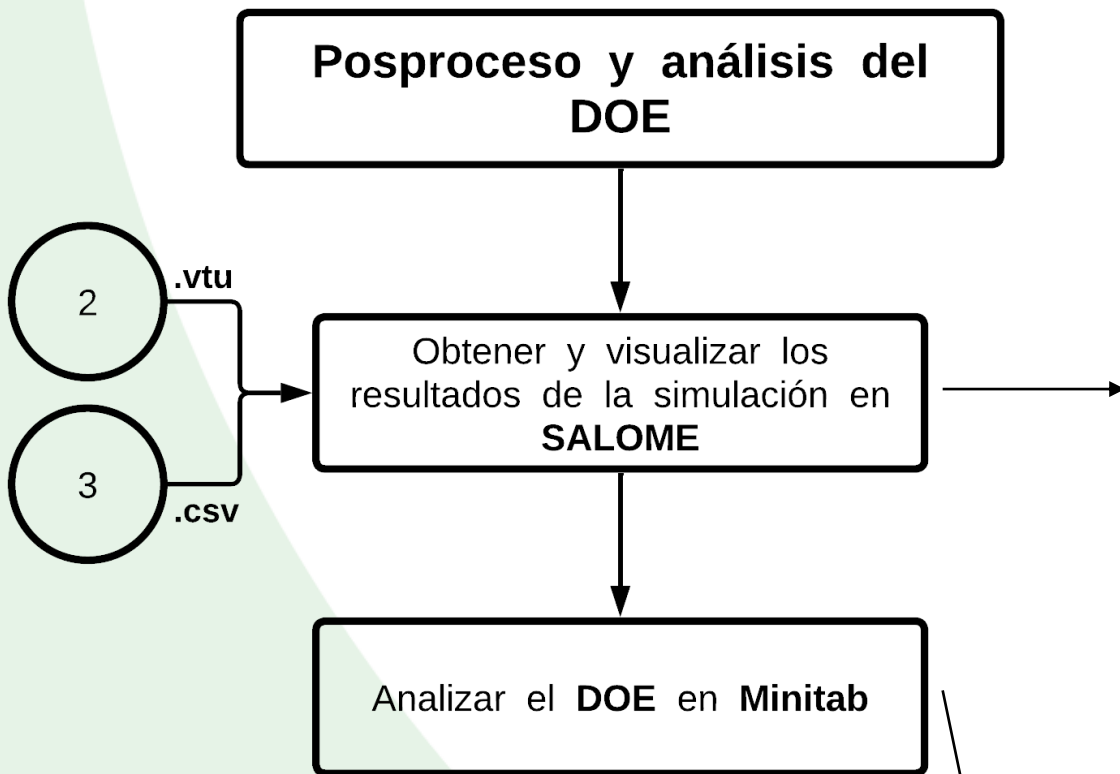 Posproceso y análisis del
DOE
2
.vtu
Obtener y visualizar los
resultados de la simulación en
SALOME
3
.csv
Analizar el DOE en Minitab